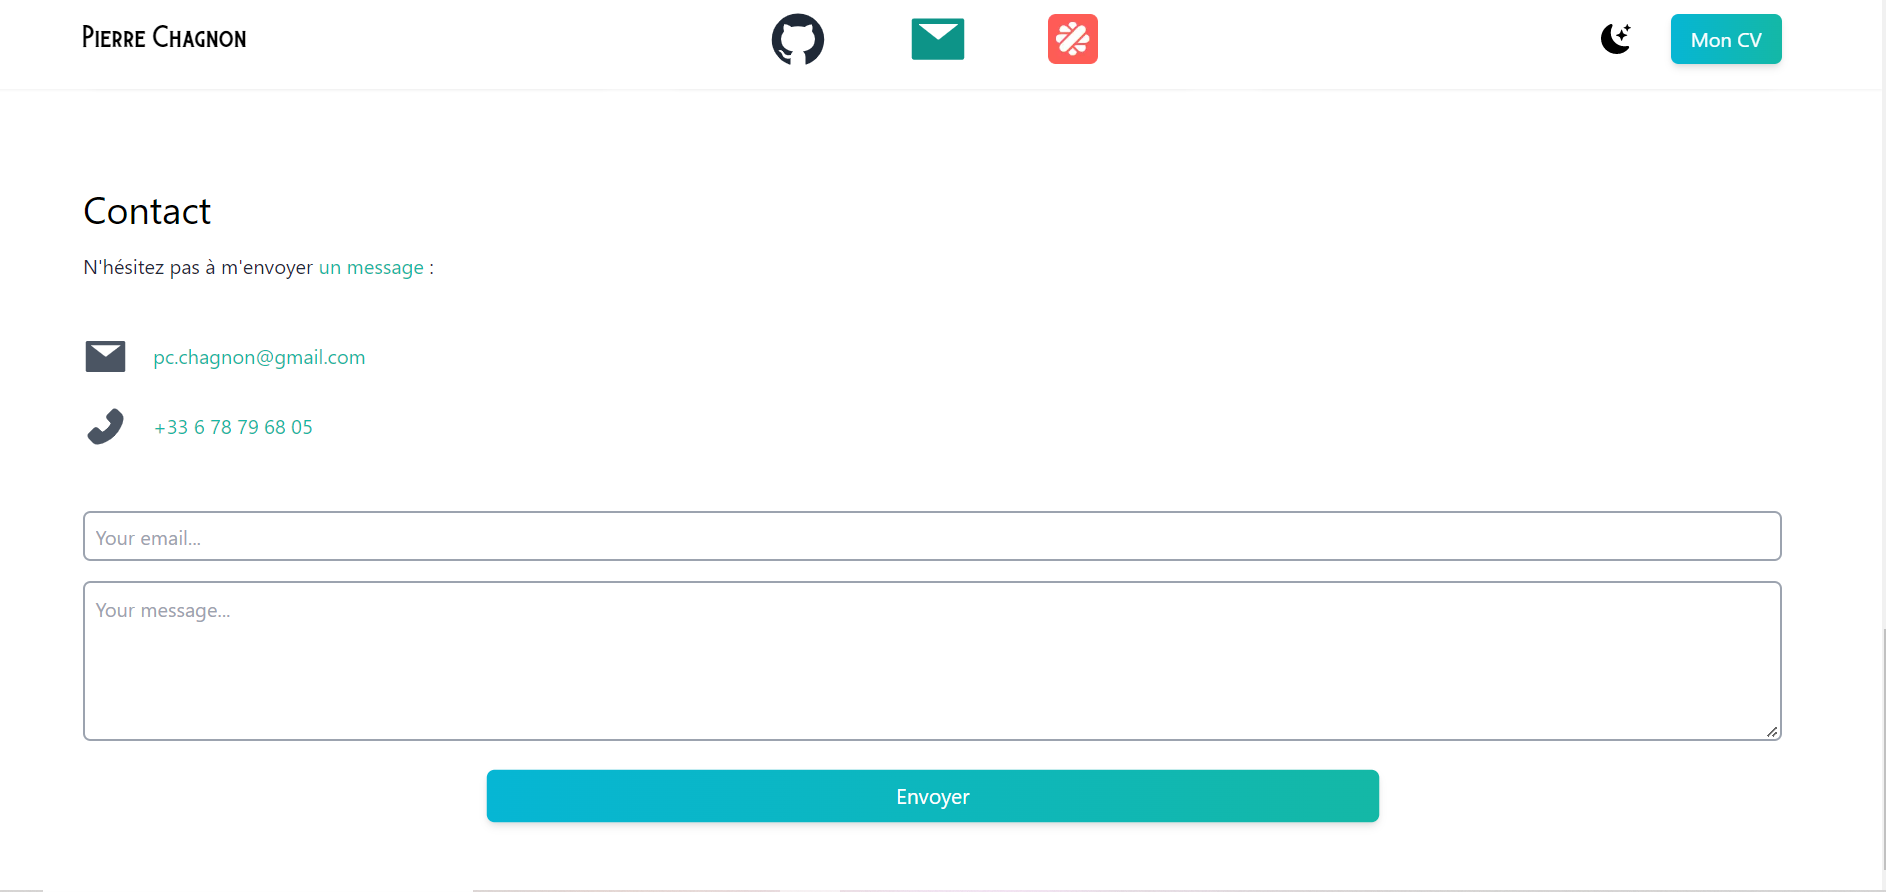 Pierre Chagnon
Mon CV
Contact
N'hésitez pas à m'envoyer un message :
pc.chagnon@gmail.com
+33 6 78 79 68 05
Your email...
Your message...
Envoyer